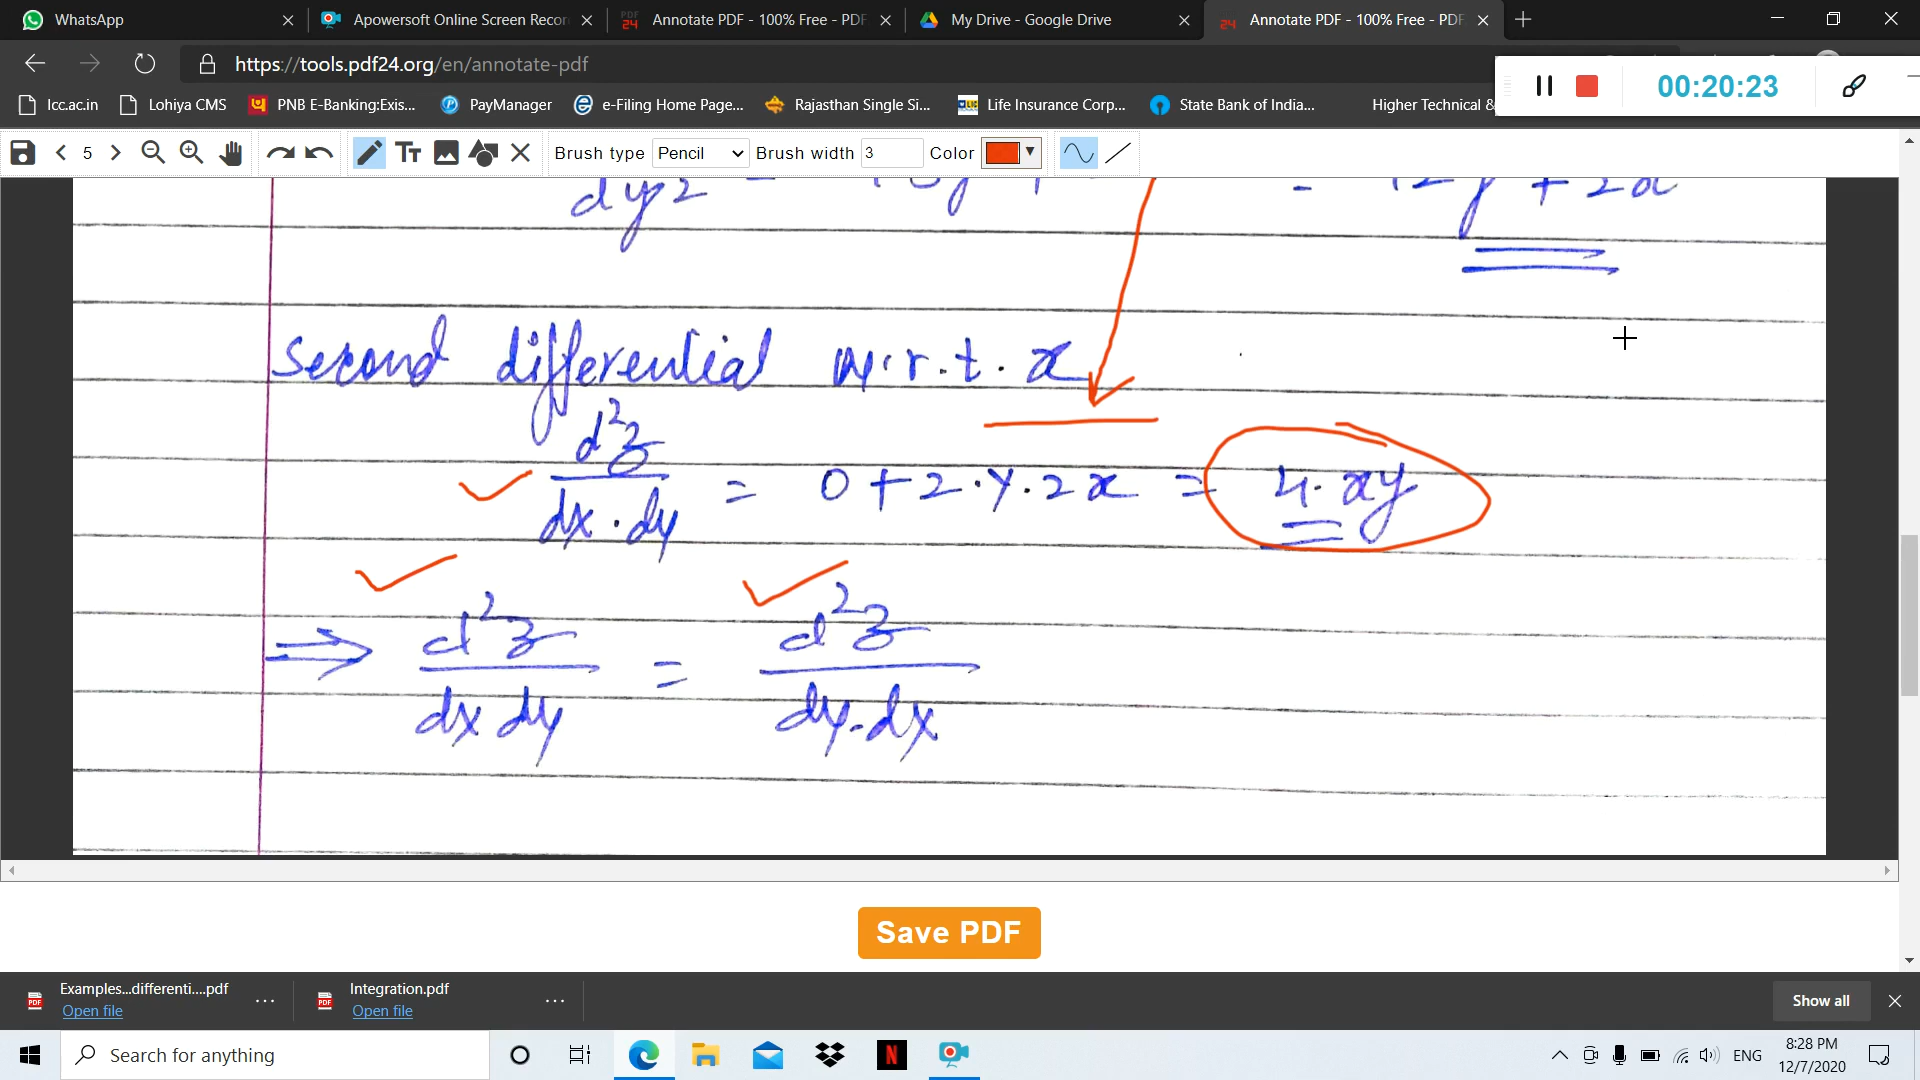 WhatsApp
Apowersoft Online Screen Recor
Annotate PDF - 100% Free - PDF
My Drive - Google Drive
Annotate PDF - 100% Free - PDF
https://tools.pdf24.org/en/annotate-pdf
00:20:23
lcc.ac.in
Lohiya CMS
PNB E-Banking:Exis...
PayManager
e-Filing Home Page...
Rajasthan Single Si...
Life Insurance Corp...
State Bank of India...
Higher Technical &
5
Brush type Pencil Brush width 3 Color
dy2 = = 12y + 2x
Second differential w.r.t. x
d²z/dx·dy = 0 + 2·y·2x = 4·xy
⇒ d²z/dx dy = d²z/dy·dx
Save PDF
Examples...differenti....pdf
Open file
Integration.pdf
Open file
Show all
Search for anything
ENG
8:28 PM
12/7/2020